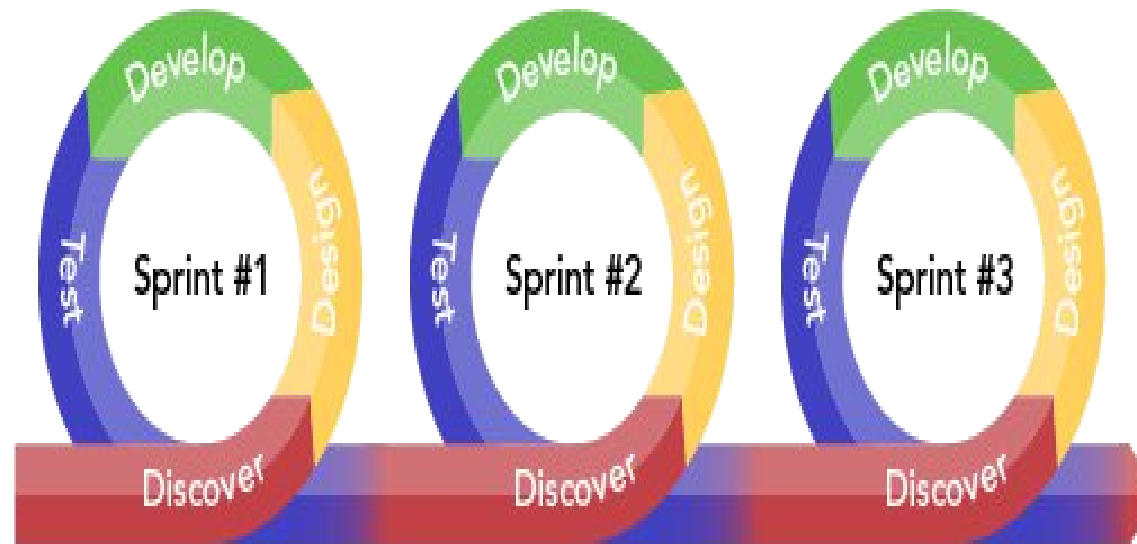 Develop
Design
Test
Sprint #1
Discover
Develop
Design
Test
Sprint #2
Discover
Develop
Design
Test
Sprint #3
Discover